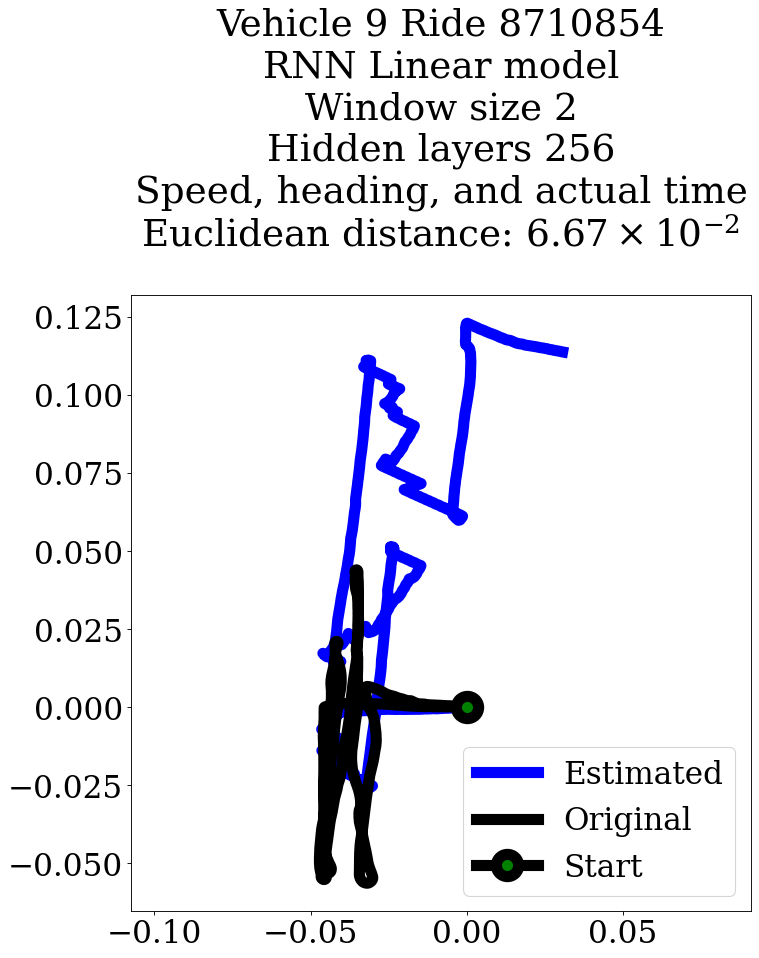 Vehicle 9 Ride 8710854
RNN Linear model
Window size 2
Hidden layers 256
Speed, heading, and actual time
Euclidean distance: 6.67 × 10⁻²
0.125
0.100
0.075
0.050
0.025
0.000
−0.025
−0.050
Estimated
Original
Start
−0.10 −0.05 0.00 0.05